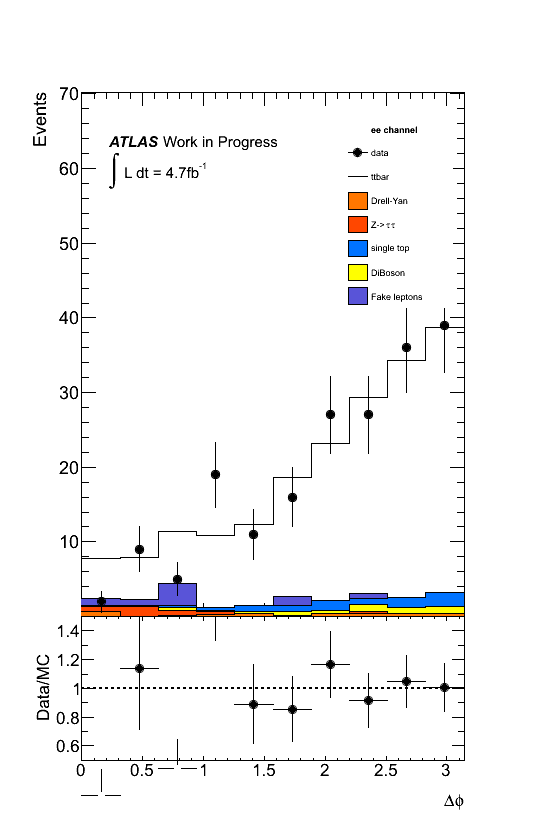 Events
70
60
50
40
30
20
10
ATLAS Work in Progress
∫ L dt = 4.7fb⁻¹
ee channel
data
ttbar
Drell-Yan
Z->ττ
single top
DiBoson
Fake leptons
Data/MC
1.4
1.2
1
0.8
0.6
0 0.5 1 1.5 2 2.5 3
Δϕ